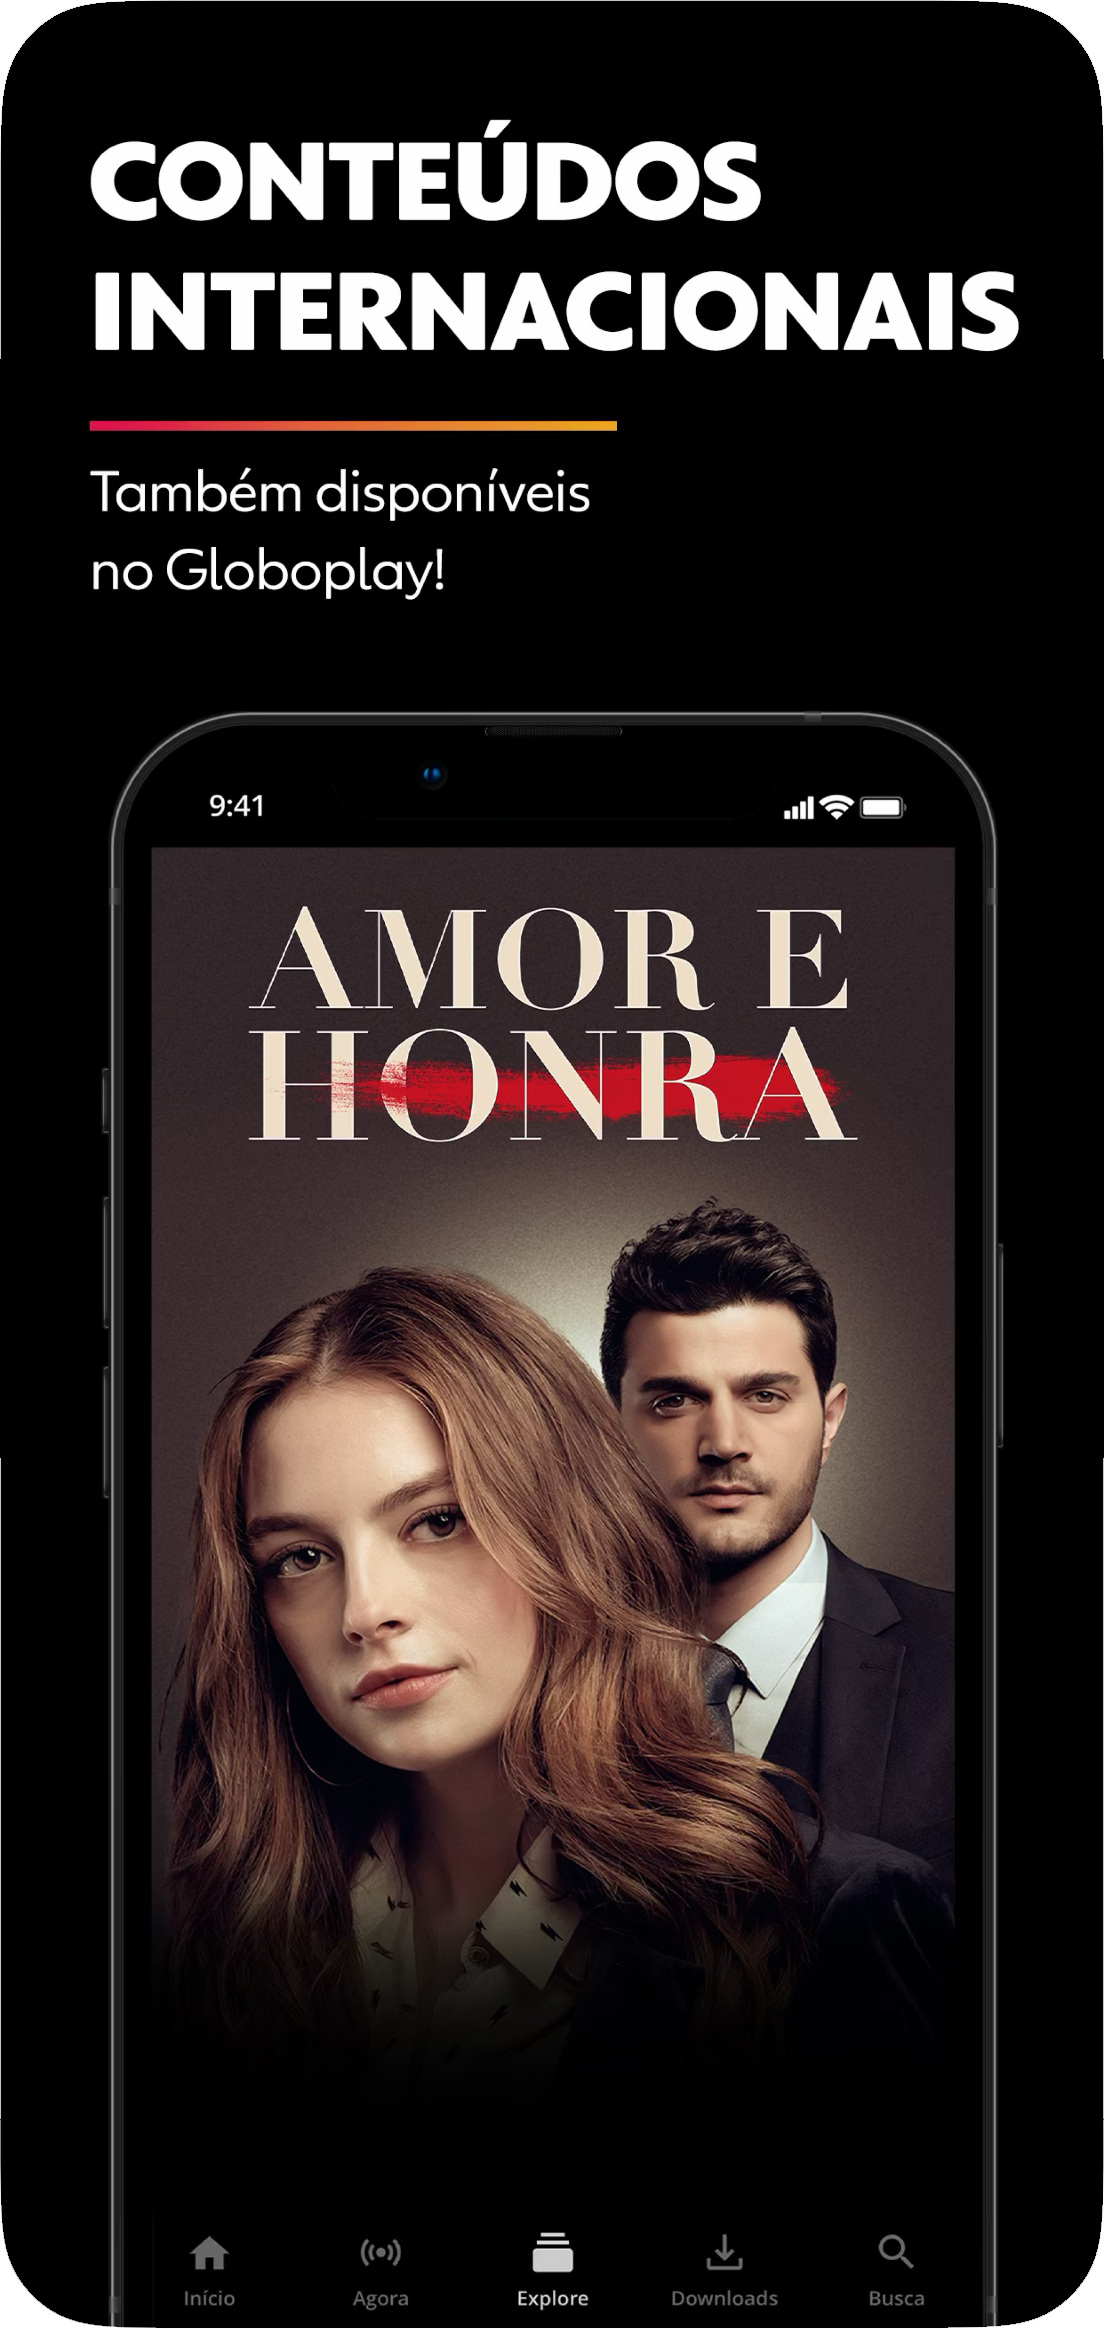 CONTEÚDOS
INTERNACIONAIS
Também disponíveis
no Globoplay!
9:41
AMOR E
HONRA
Início
Agora
Explore
Downloads
Busca